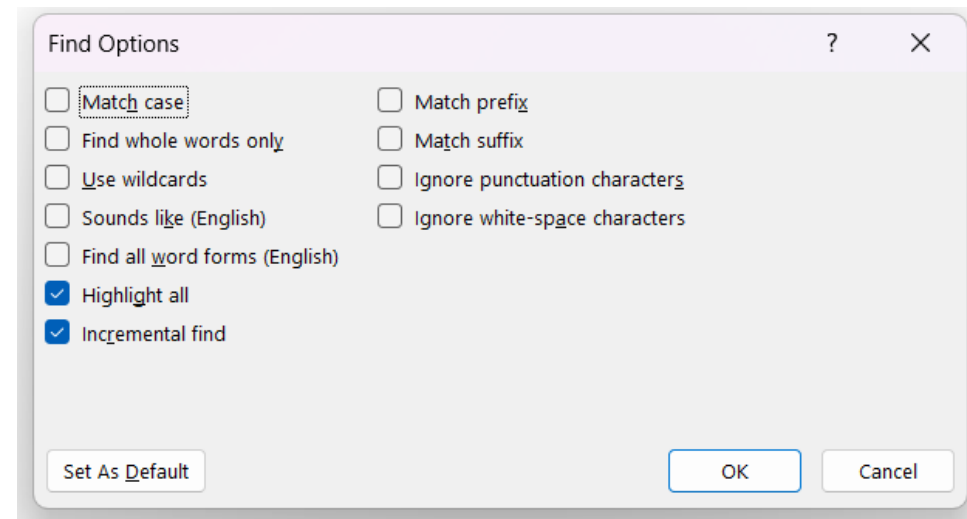 Find Options ?
Match case
Find whole words only
Use wildcards
Sounds like (English)
Find all word forms (English)
Highlight all
Incremental find
Match prefix
Match suffix
Ignore punctuation characters
Ignore white-space characters
Set As Default
OK
Cancel